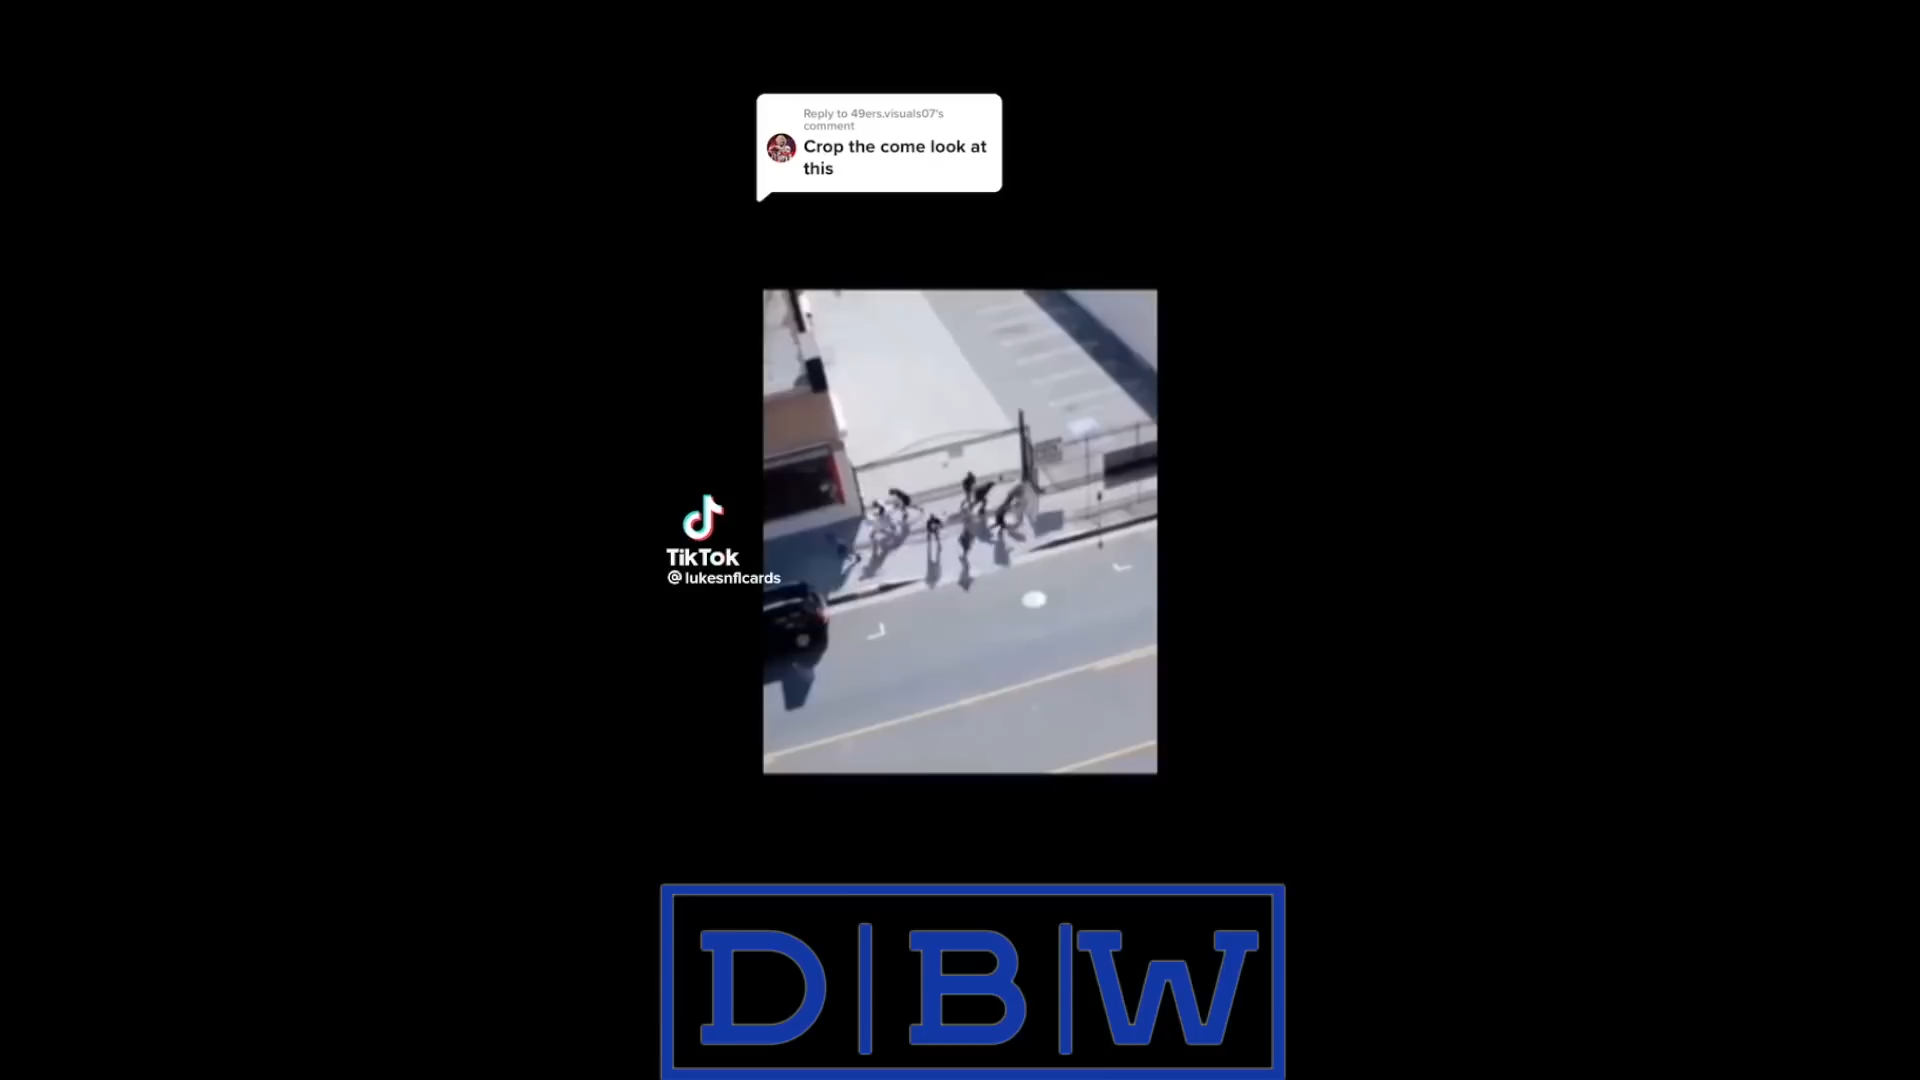 Reply to 49ers.visuals07's
comment
Crop the come look at
this
TikTok
@lukesnflcards
D|B|W